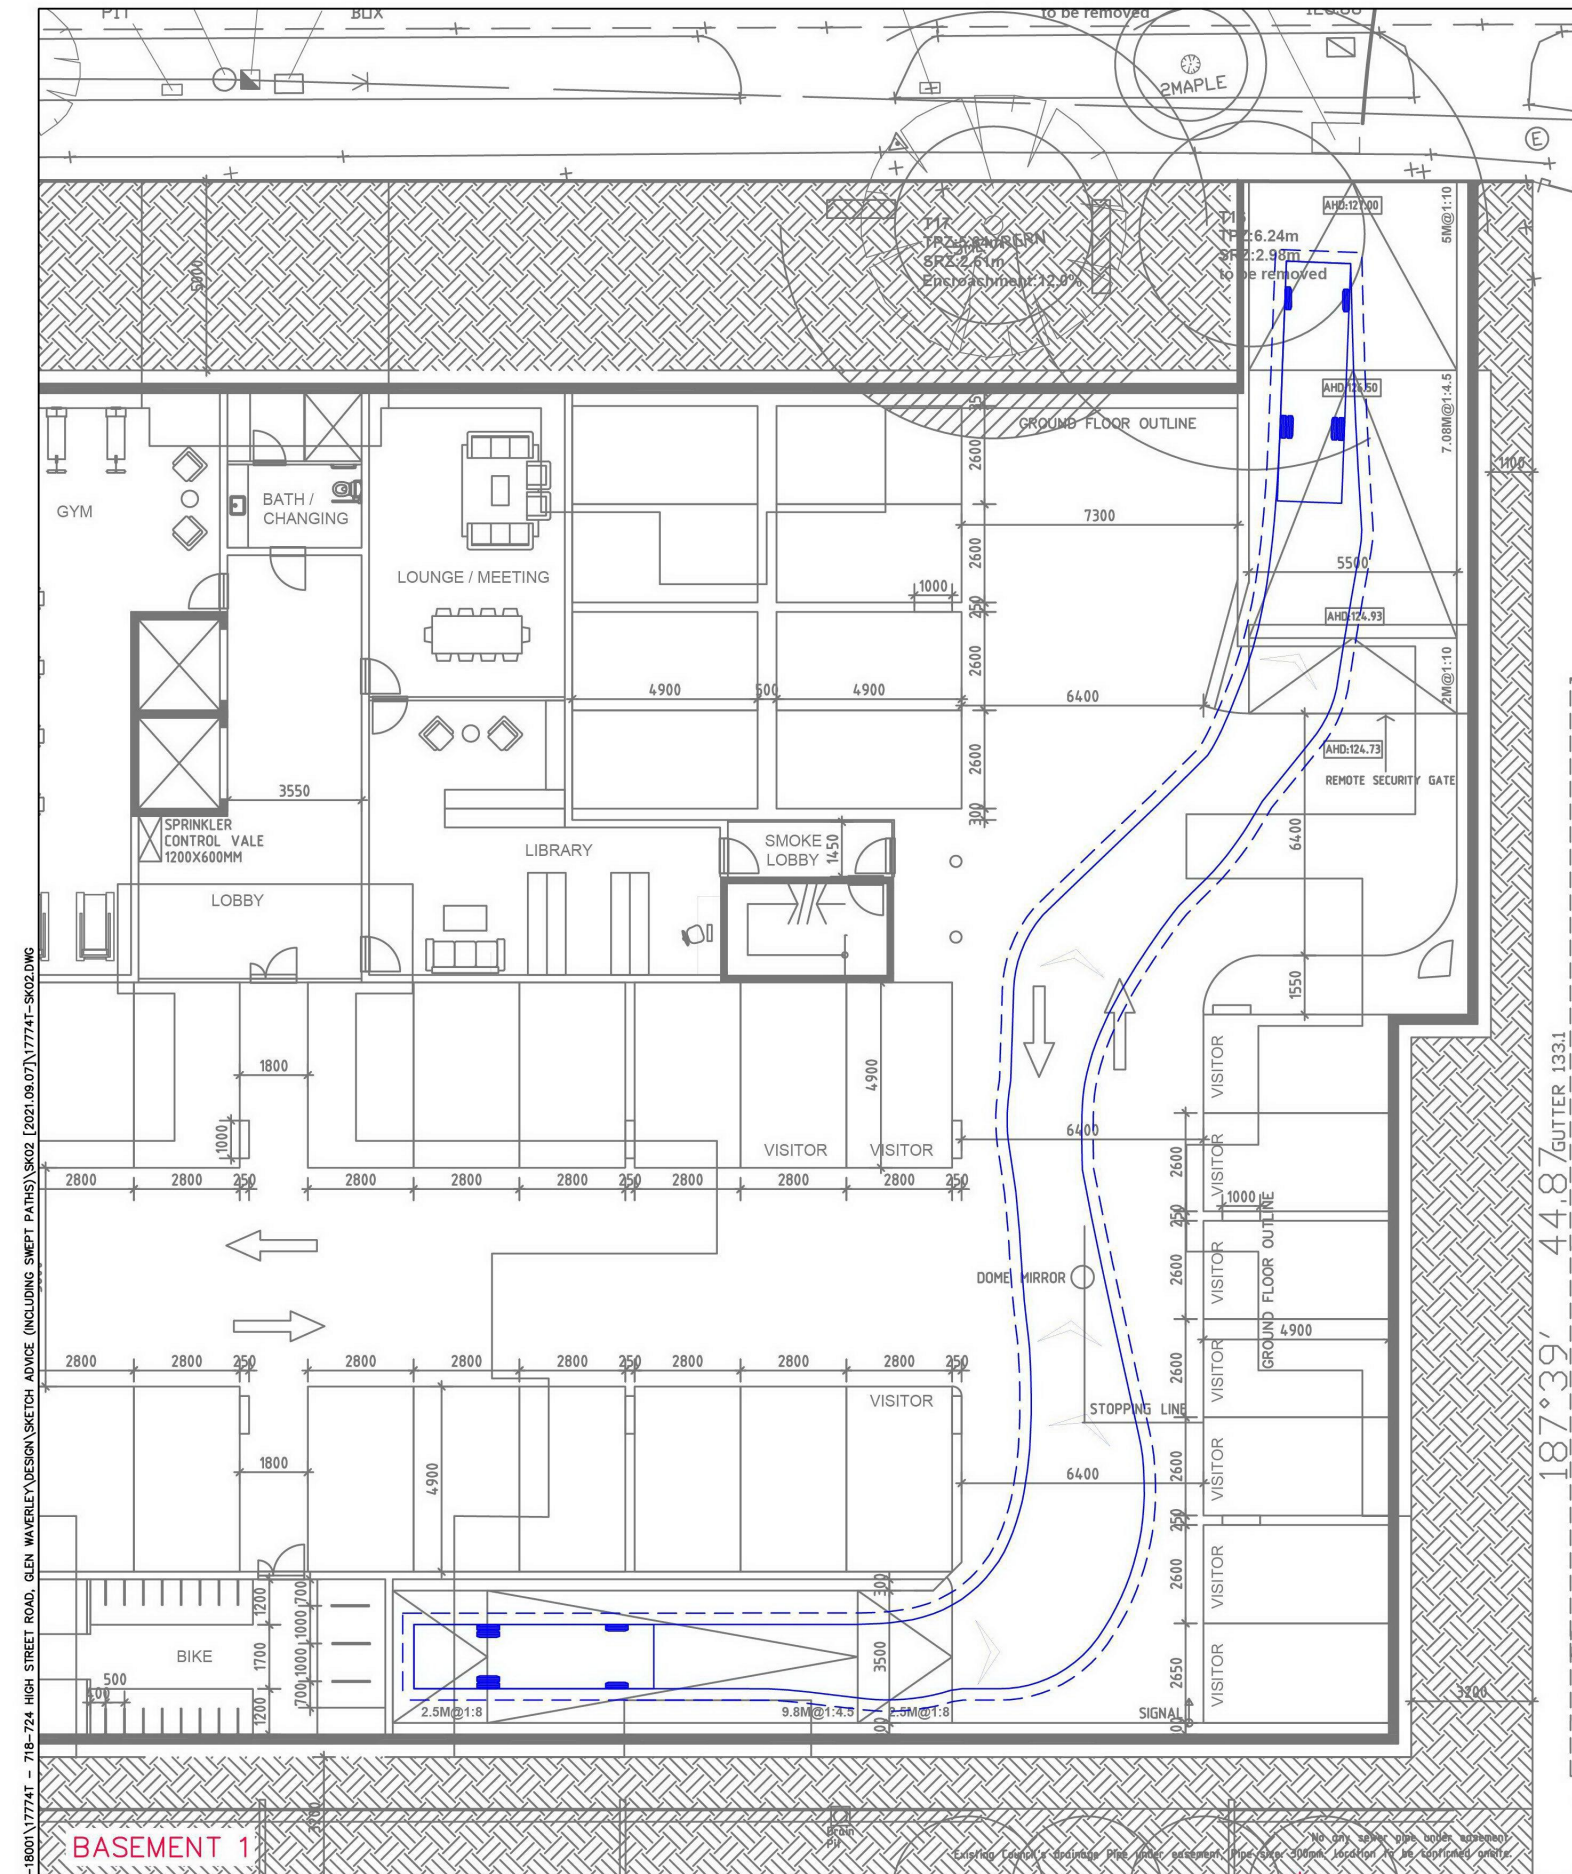 PIT
BOX
to be removed
2MAPLE
E
T17
SRZ:2.61m
Encroachment:12.0%
T16
TPZ:6.24m
SRZ:2.98m
to be removed
AHD:127.00
5M@1:10
5000
AHD:126.50
7.08M@1:4.5
GROUND FLOOR OUTLINE
2600
7300
1100
GYM
BATH /
CHANGING
LOUNGE / MEETING
2600
1000
5500
250
AHD:124.93
2600
4900
500
4900
6400
2M@1:10
AHD:124.73
REMOTE SECURITY GATE
2600
3550
300
SPRINKLER
CONTROL VALE
1200X600MM
LIBRARY
SMOKE
LOBBY
1450
6400
LOBBY
1550
1800
4900
1000
VISITOR
VISITOR
6400
VISITOR
VISITOR
2600
1000
2800
2800
250
2800
2800
2800
250
2800
2800
2800
250
250
DOME MIRROR
2600
VISITOR
GROUND FLOOR OUTLINE
4900
2800
2800
250
2800
2800
2800
250
2800
2800
2800
250
VISITOR
2600
VISITOR
STOPPING LINE
1800
4900
6400
2600
VISITOR
250
2600
VISITOR
BIKE
500
1200
1700
1200
700
1000
1000
700
300
3500
2.5M@1:8
9.8M@1:4.5
2.5M@1:8
SIGNAL
2650
VISITOR
3200
3200
GUTTER 133.1
187°39' 44.87
BASEMENT 1
Drain
Pit
No any sewer pipe under easement
Existing Council's drainage Pipe under easement, Pipe size: 300mm, location to be confirmed onsite.
-18001\17774T - 718-724 HIGH STREET ROAD, GLEN WAVERLEY\DESIGN\SKETCH ADVICE (INCLUDING SWEPT PATHS)\SK02 [2021.09.07]\17774T-SK02.DWG